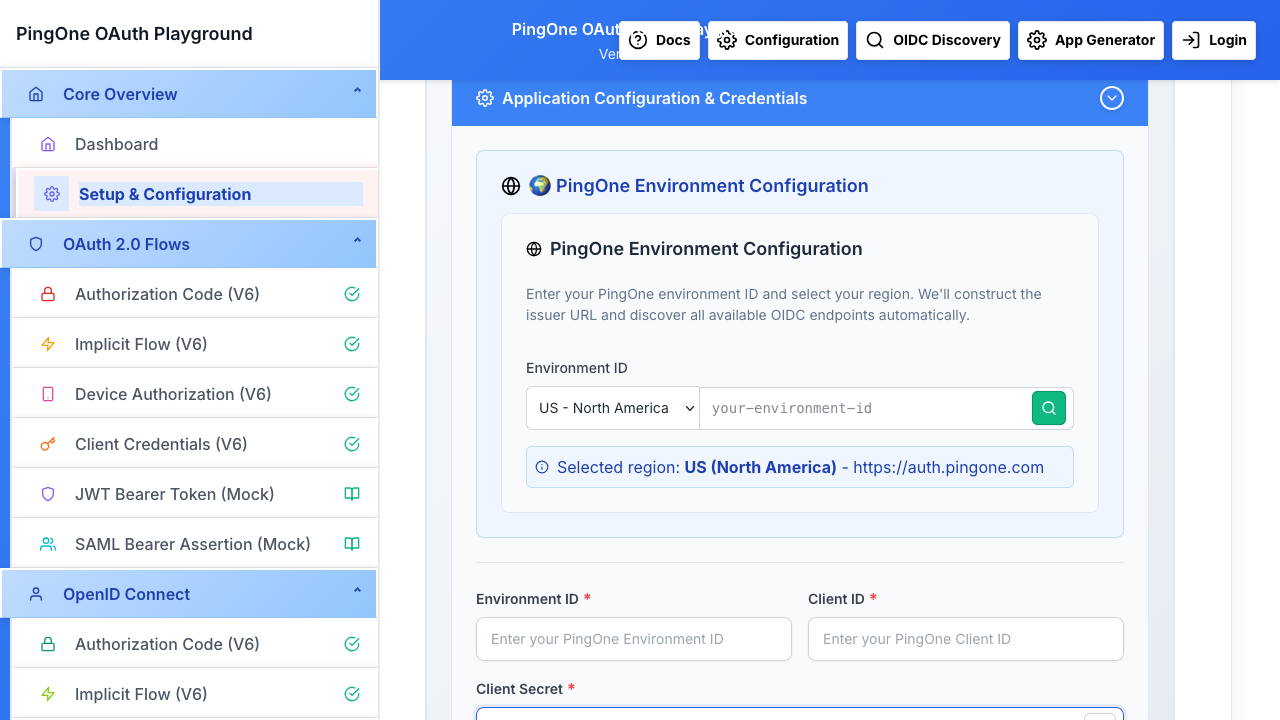 PingOne OAuth Playground
Core Overview
Dashboard
Setup & Configuration
OAuth 2.0 Flows
Authorization Code (V6)
Implicit Flow (V6)
Device Authorization (V6)
Client Credentials (V6)
JWT Bearer Token (Mock)
SAML Bearer Assertion (Mock)
OpenID Connect
Authorization Code (V6)
Implicit Flow (V6)
PingOne
Docs
Configuration
OIDC Discovery
App Generator
Login
Application Configuration & Credentials
🌍 PingOne Environment Configuration
PingOne Environment Configuration
Enter your PingOne environment ID and select your region. We'll construct the
issuer URL and discover all available OIDC endpoints automatically.
Environment ID
US - North America
your-environment-id
Selected region: US (North America) - https://auth.pingone.com
Environment ID *
Client ID *
Enter your PingOne Environment ID
Enter your PingOne Client ID
Client Secret *